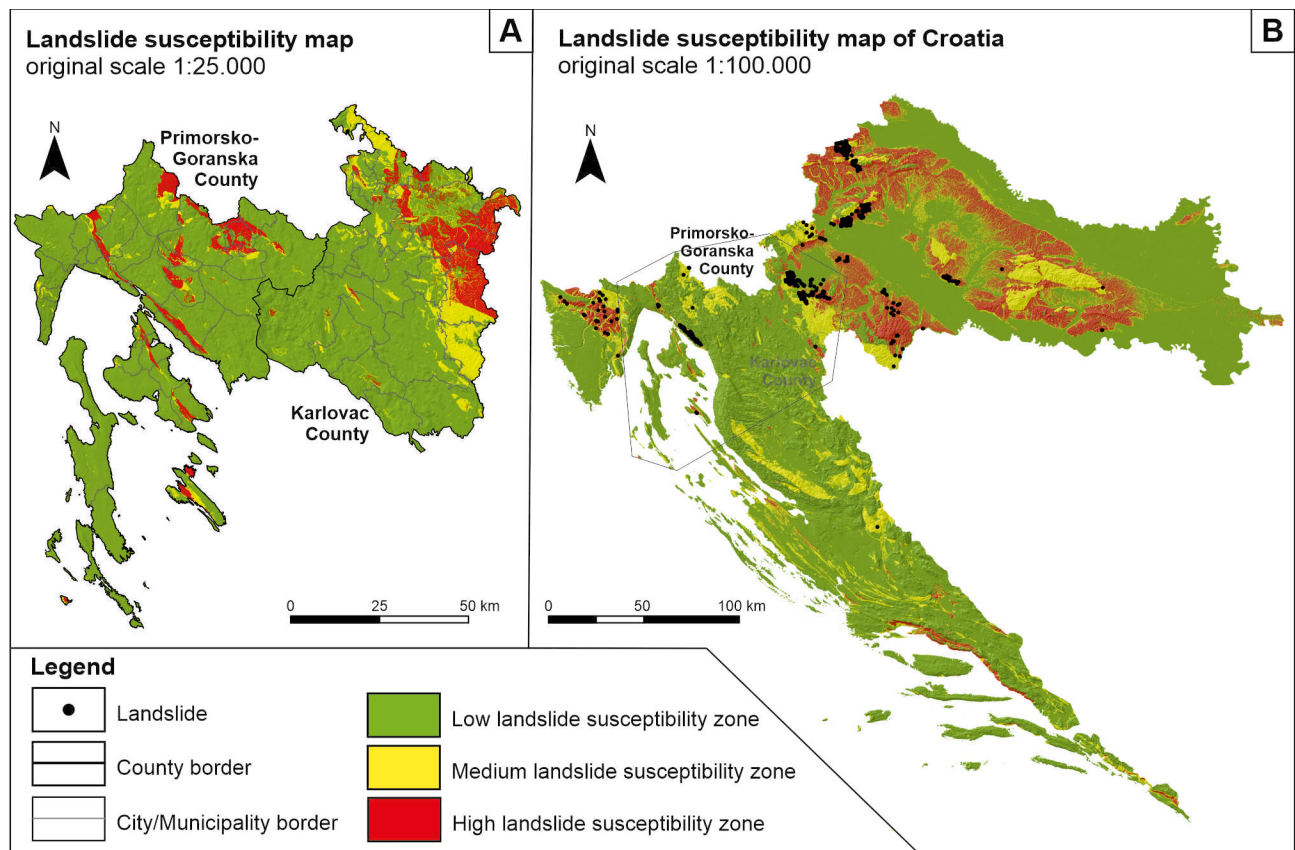 Landslide susceptibility map
original scale 1:25.000
A
N
Primorsko-
Goranska
County
Karlovac
County
0 25 50 km
Landslide susceptibility map of Croatia
original scale 1:100.000
B
N
Primorsko-
Goranska
County
Karlovac
County
0 50 100 km
Legend
Landslide
County border
City/Municipality border
Low landslide susceptibility zone
Medium landslide susceptibility zone
High landslide susceptibility zone